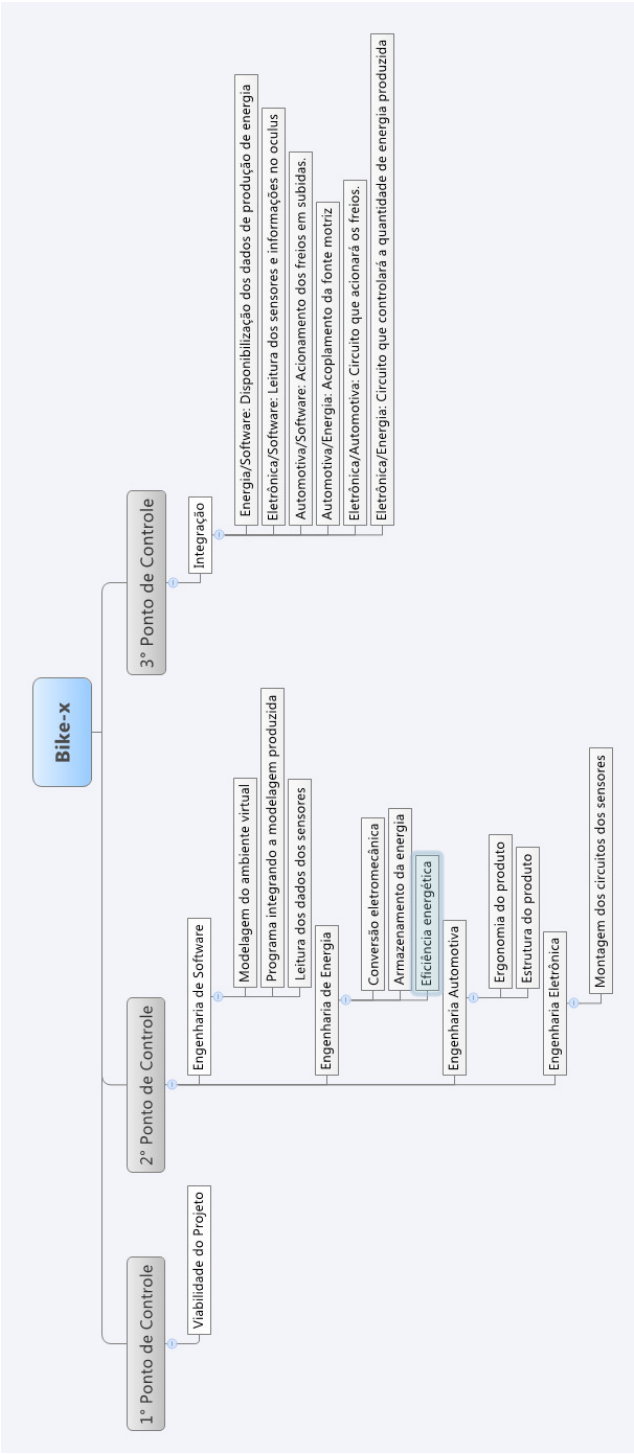 Bike-x
1° Ponto de Controle
Viabilidade do Projeto
2° Ponto de Controle
Engenharia de Software
Modelagem do ambiente virtual
Programa integrando a modelagem produzida
Leitura dos dados dos sensores
Engenharia de Energia
Conversão eletromecânica
Armazenamento da energia
Eficiência energética
Engenharia Automotiva
Ergonomia do produto
Estrutura do produto
Engenharia Eletrônica
Montagem dos circuitos dos sensores
3° Ponto de Controle
Integração
Energia/Software: Disponibilização dos dados de produção de energia
Eletrônica/Software: Leitura dos sensores e informações no oculus
Automotiva/Software: Acionamento dos freios em subidas.
Automotiva/Energia: Acoplamento da fonte motriz
Eletrônica/Automotiva: Circuito que acionará os freios.
Eletrônica/Energia: Circuito que controlará a quantidade de energia produzida